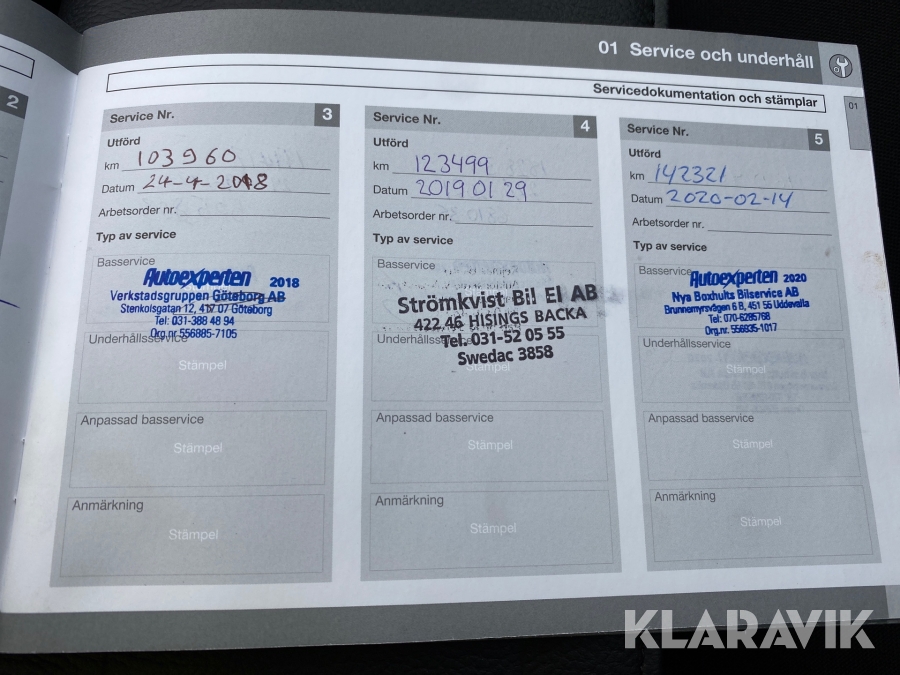 01 Service och underhåll
Servicedokumentation och stämplar
01
2
Service Nr. 3
Utförd
km 103960
Datum 24-4-2018
Arbetsorder nr.
Typ av service
Basservice
Autoexperten 2018
Verkstadsgruppen Göteborg AB
Stenkolsgatan 12, 417 07 Göteborg
Tel: 031-388 48 94
Org.nr. 556885-7105
Underhållsservice
Stämpel
Anpassad basservice
Stämpel
Anmärkning
Stämpel
Service Nr. 4
Utförd
km 123499
Datum 2019 01 29
Arbetsorder nr.
Typ av service
Basservice
Strömkvist Bil El AB
422 46 HISINGS BACKA
Tel. 031-52 05 55
Swedac 3858
Underhållsservice
Stämpel
Anpassad basservice
Stämpel
Anmärkning
Stämpel
Service Nr. 5
Utförd
km 142321
Datum 2020-02-14
Arbetsorder nr.
Typ av service
Basservice
Autoexperten 2020
Nya Boxhults Bilservice AB
Brunnemyrsvägen 6 B, 451 55 Uddevalla
Tel: 070-6285768
Org.nr. 556835-1017
Underhållsservice
Stämpel
Anpassad basservice
Stämpel
Anmärkning
Stämpel
KLARAVIK